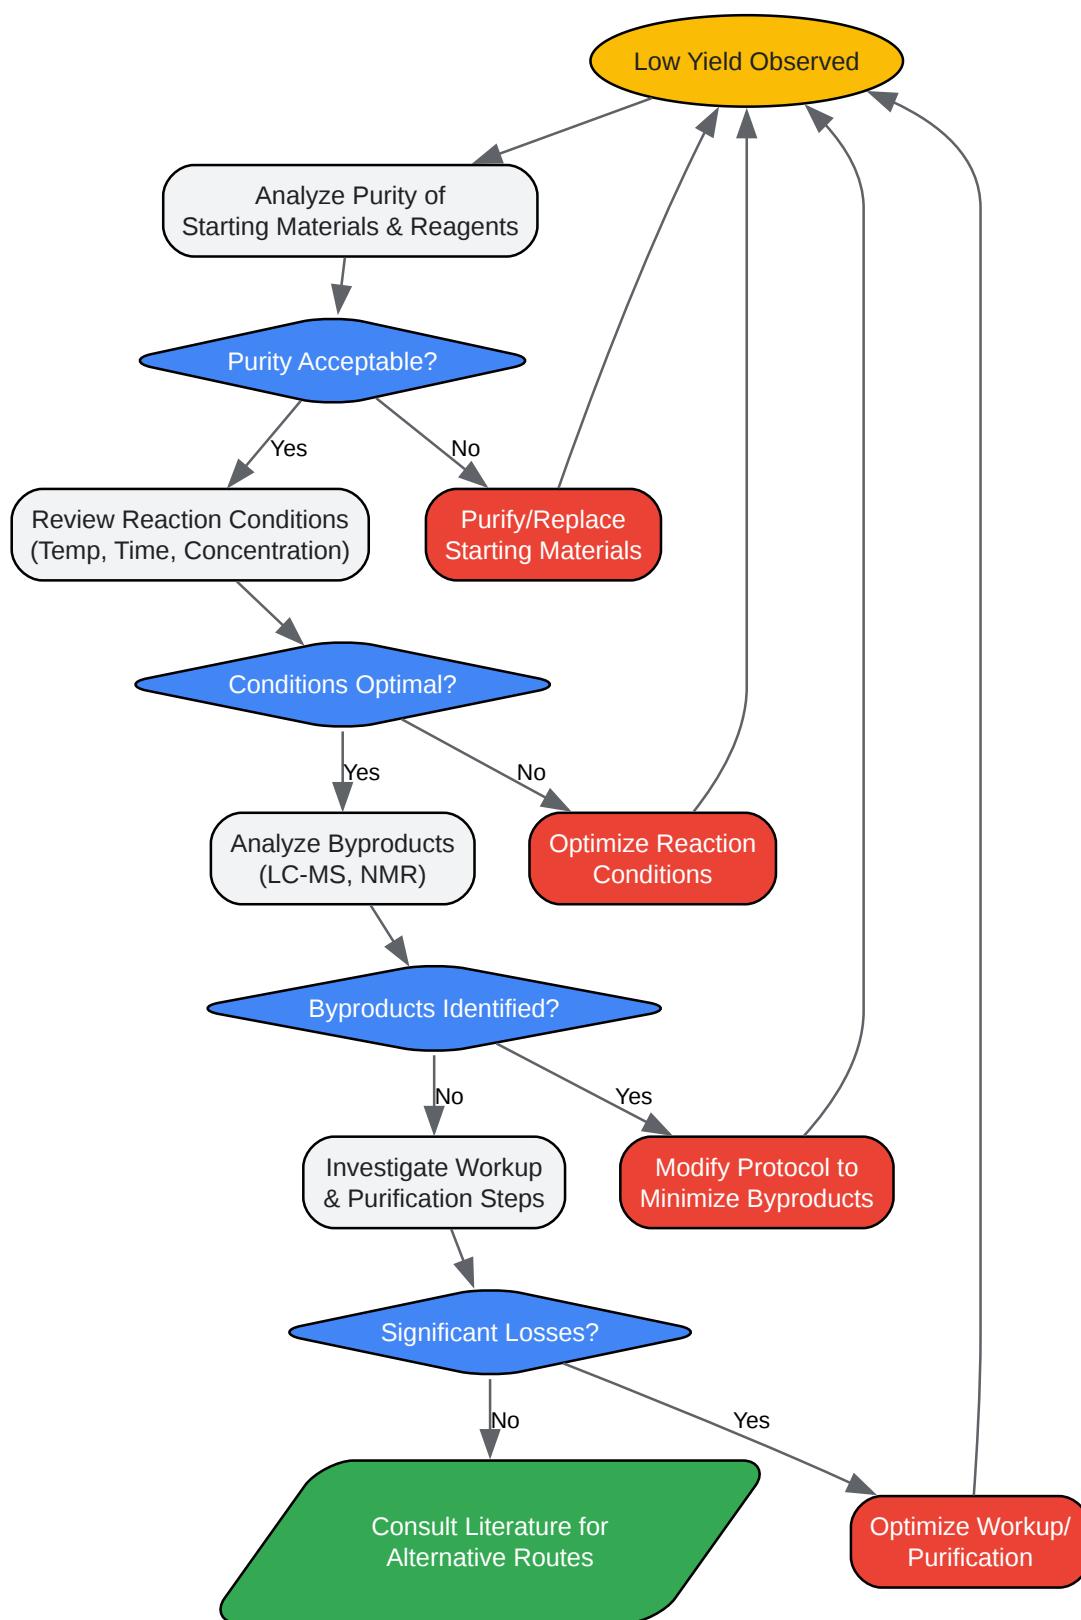 Low Yield Observed
Analyze Purity of
Starting Materials & Reagents
Purity Acceptable?
Yes
No
Review Reaction Conditions
(Temp, Time, Concentration)
Purify/Replace
Starting Materials
Conditions Optimal?
Yes
No
Analyze Byproducts
(LC-MS, NMR)
Optimize Reaction
Conditions
Byproducts Identified?
No
Yes
Investigate Workup
& Purification Steps
Modify Protocol to
Minimize Byproducts
Significant Losses?
No
Yes
Consult Literature for
Alternative Routes
Optimize Workup/
Purification